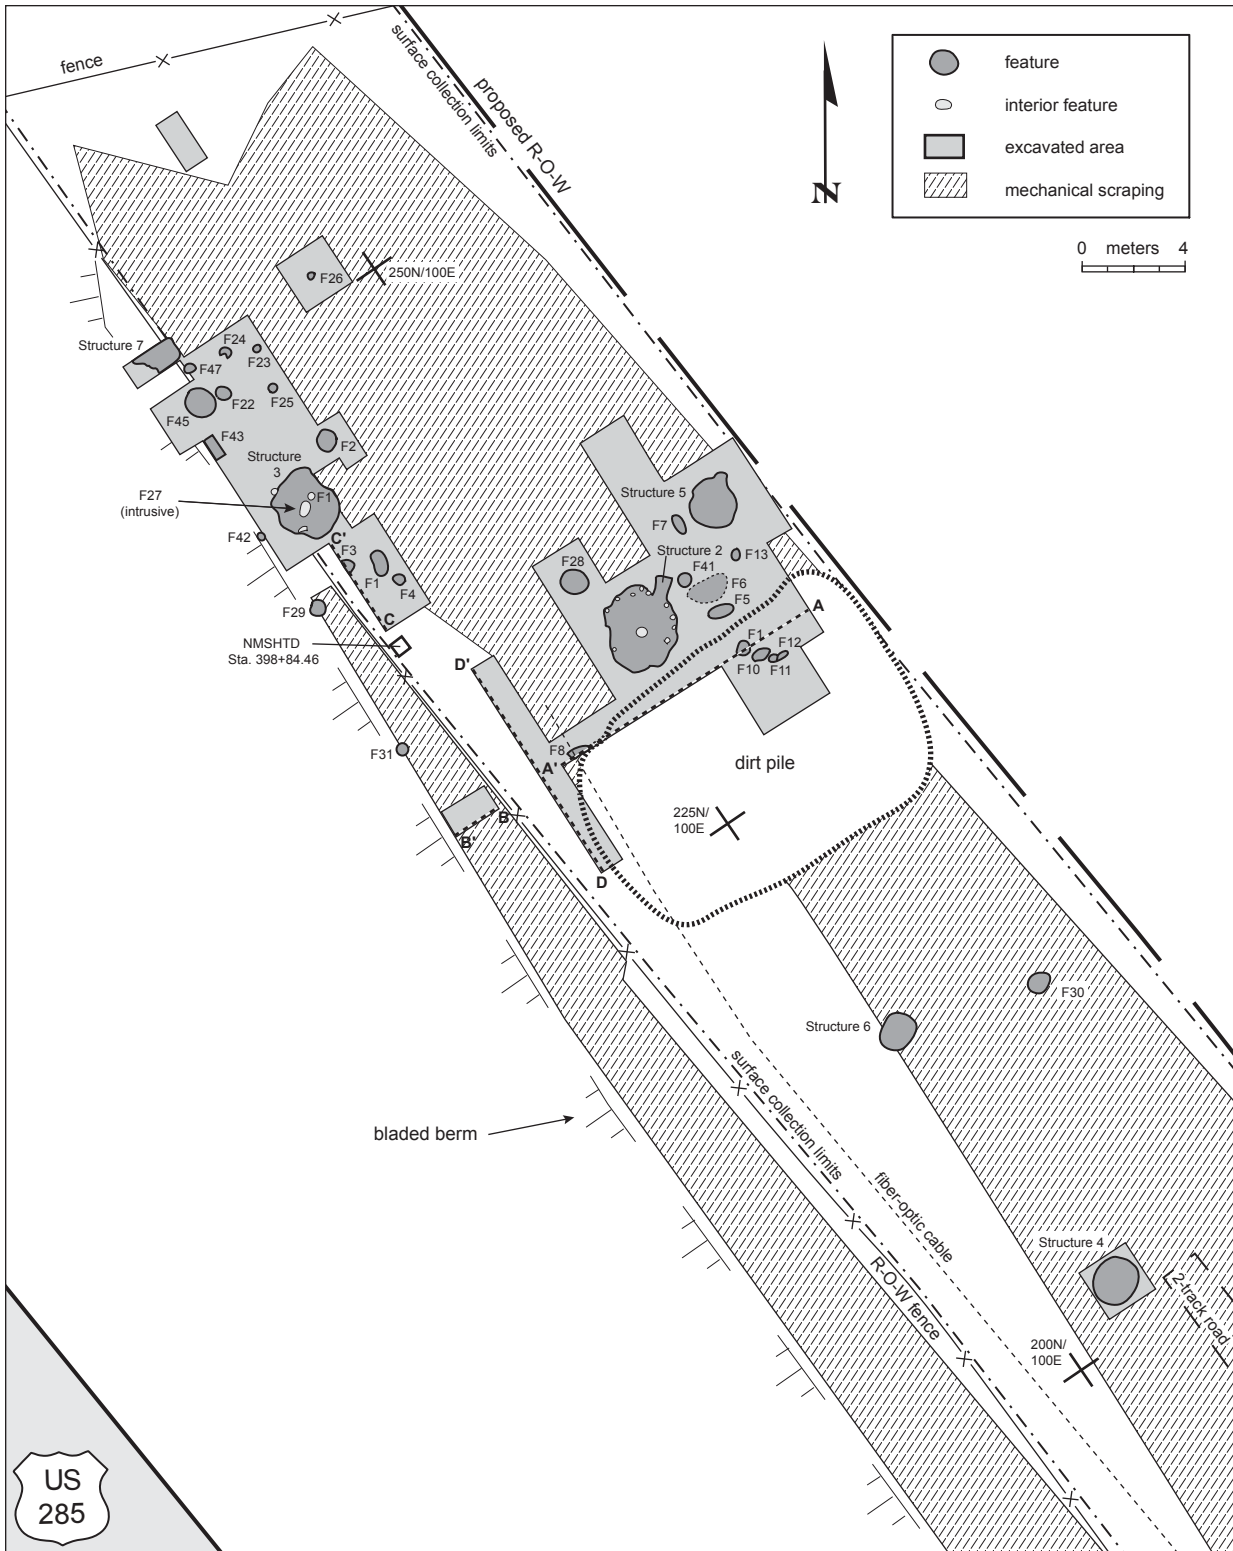 fence
surface collection limits
proposed R-O-W
N
feature
interior feature
excavated area
mechanical scraping
0 meters 4
F26
250N/100E
Structure 7
F24
F23
F47
F22
F25
F45
F43
F2
Structure
3
F1
F27
(intrusive)
F42
C'
F3
F1
F4
C
F29
NMSHTD
Sta. 398+84.46
F31
B
B'
Structure 5
F7
Structure 2
F13
F28
F41
F6
F5
A
F1
F12
F10
F11
D'
F8
A'
dirt pile
225N/
100E
D
F30
Structure 6
surface collection limits
bladed berm
fiber-optic cable
R-O-W fence
Structure 4
2-track road
200N/
100E
US
285